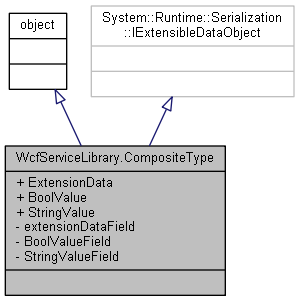 object
System::Runtime::Serialization
::IExtensibleDataObject
WcfServiceLibrary.CompositeType
+ ExtensionData
+ BoolValue
+ StringValue
- extensionDataField
- BoolValueField
- StringValueField